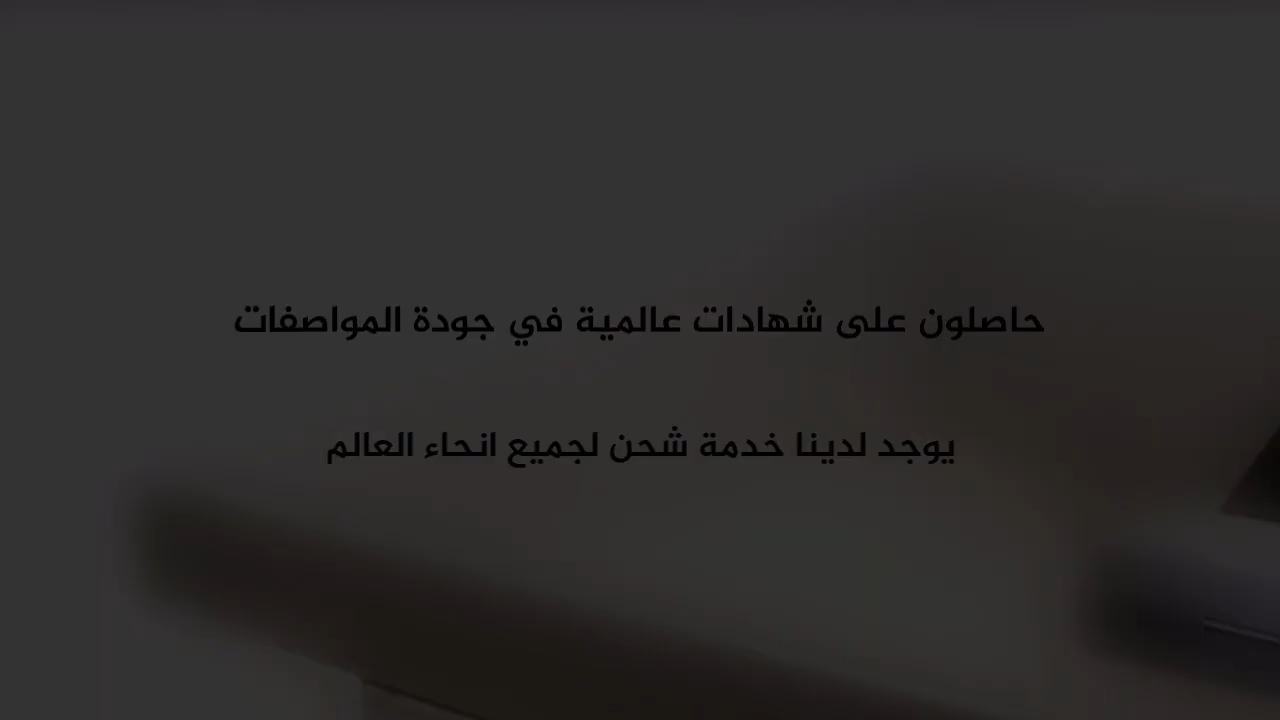 حاصلون على شهادات عالمية في جودة المواصفات
يوجد لدينا خدمة شحن لجميع انحاء العالم